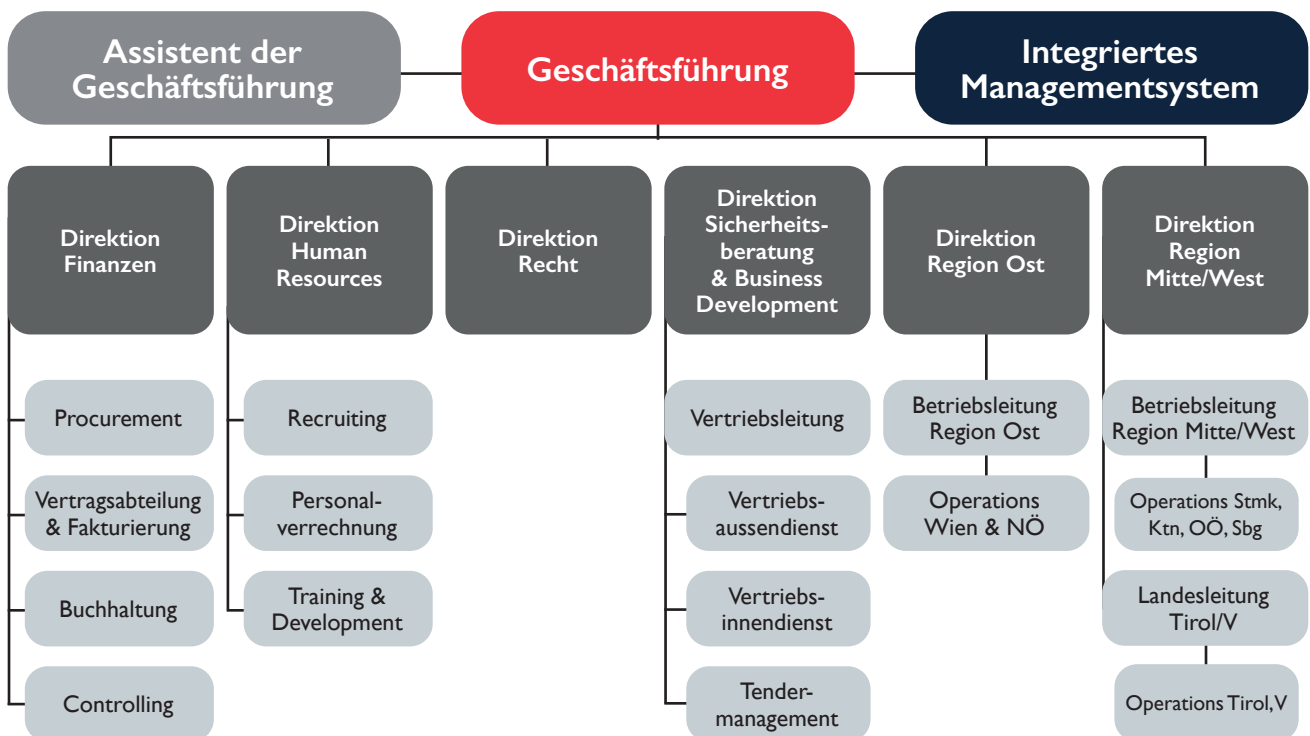 Assistent der
Geschäftsführung
Geschäftsführung
Integriertes
Managementsystem
Direktion
Finanzen
Direktion
Human
Resources
Direktion
Recht
Direktion
Sicherheits-
beratung
& Business
Development
Direktion
Region Ost
Direktion
Region
Mitte/West
Procurement
Vertragsabteilung
& Fakturierung
Buchhaltung
Controlling
Recruiting
Personal-
verrechnung
Training &
Development
Vertriebsleitung
Vertriebs-
aussendienst
Vertriebs-
innendienst
Tender-
management
Betriebsleitung
Region Ost
Operations
Wien & NÖ
Betriebsleitung
Region Mitte/West
Operations Stmk,
Ktn, OÖ, Sbg
Landesleitung
Tirol/V
Operations Tirol, V